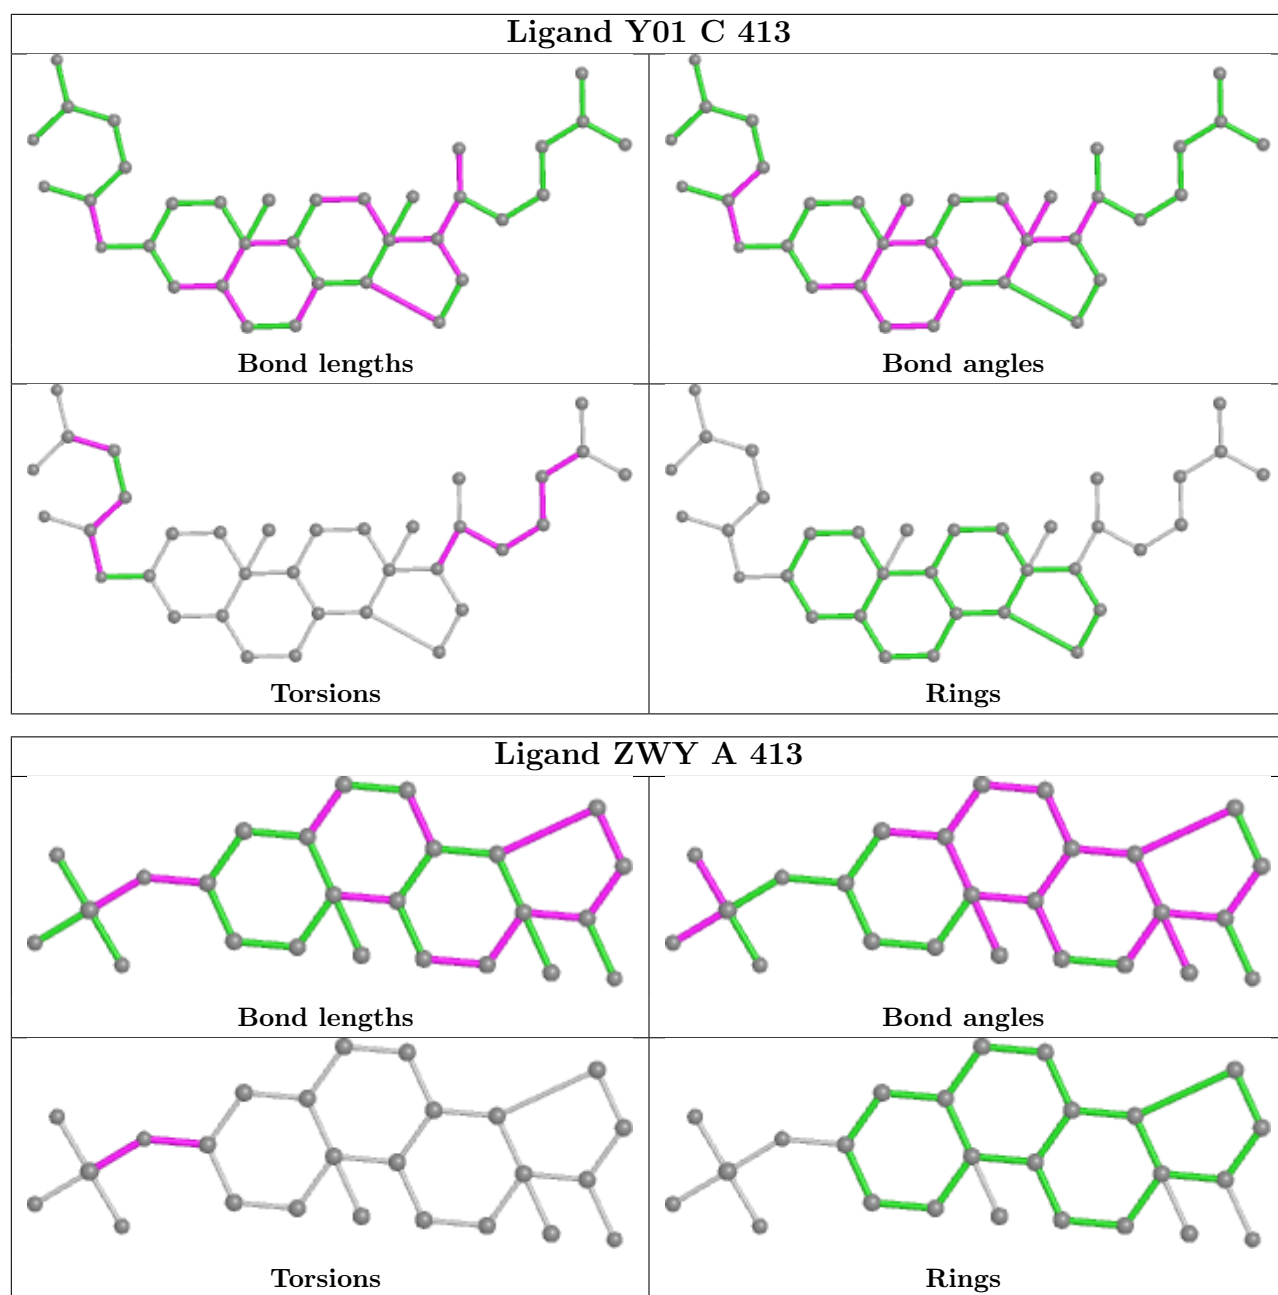 Ligand Y01 C 413
Bond lengths
Bond angles
Torsions
Rings
Ligand ZWY A 413
Bond lengths
Bond angles
Torsions
Rings